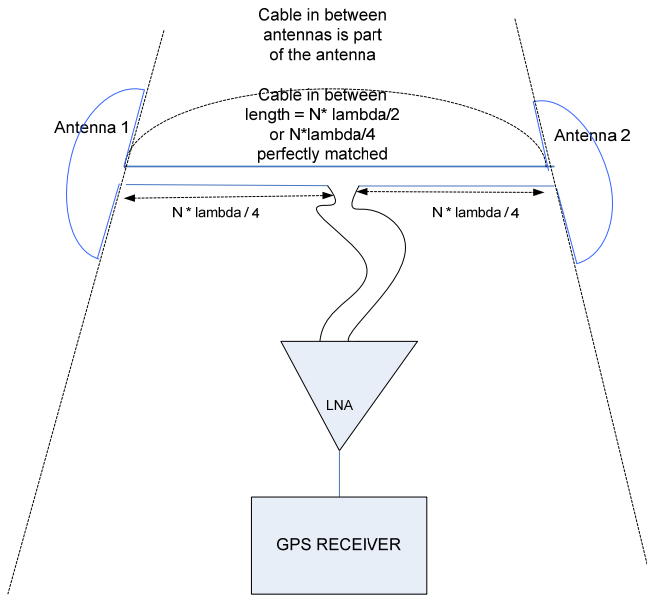 Cable in between
antennas is part
of the antenna
Cable in between
length = N* lambda/2
or N*lambda/4
perfectly matched
Antenna 1
Antenna 2
N * lambda / 4
N * lambda / 4
LNA
GPS RECEIVER